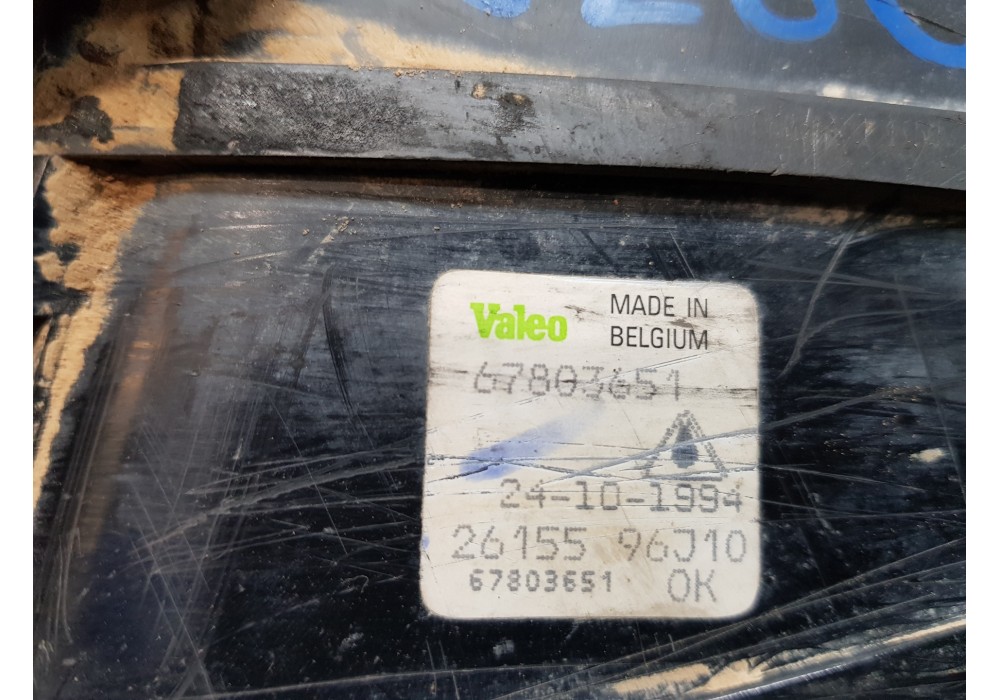 Valeo
MADE IN
BELGIUM
67803651
24-10-1994
26155 96J10
67803651 OK